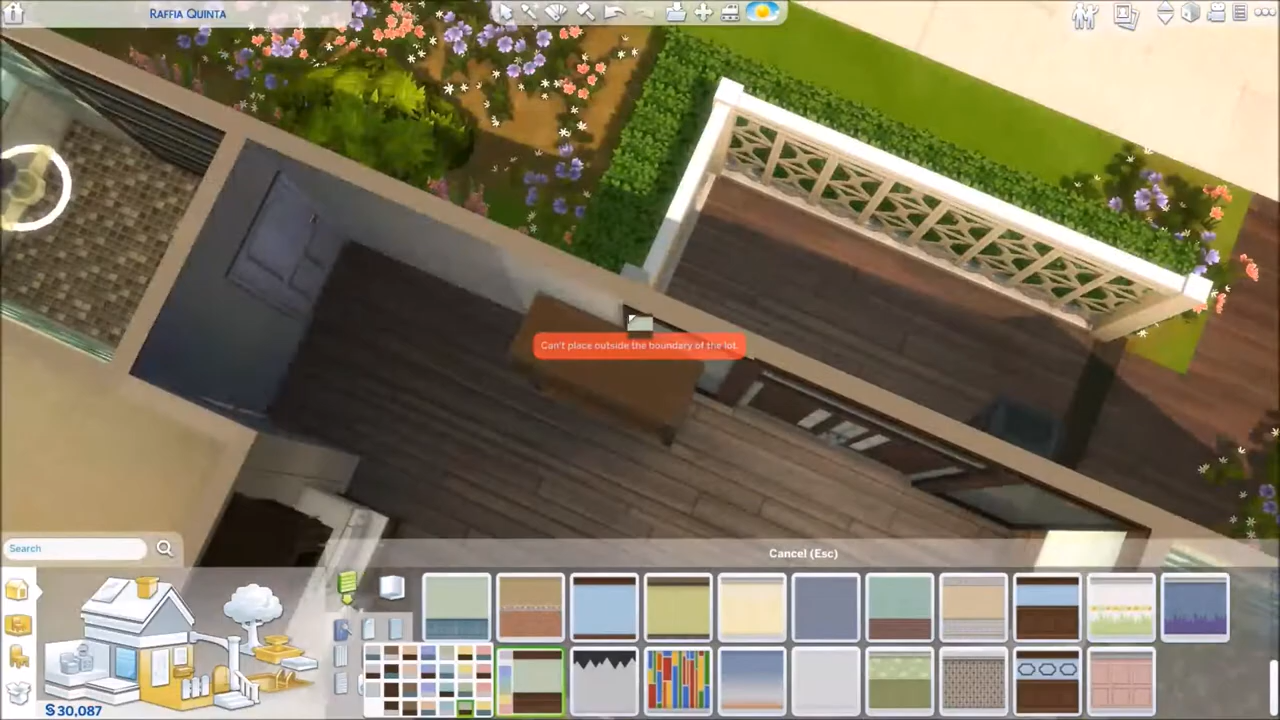 RAFFIA QUINTA
Can't place outside the boundary of the lot.
Search
Cancel (Esc)
§30,087